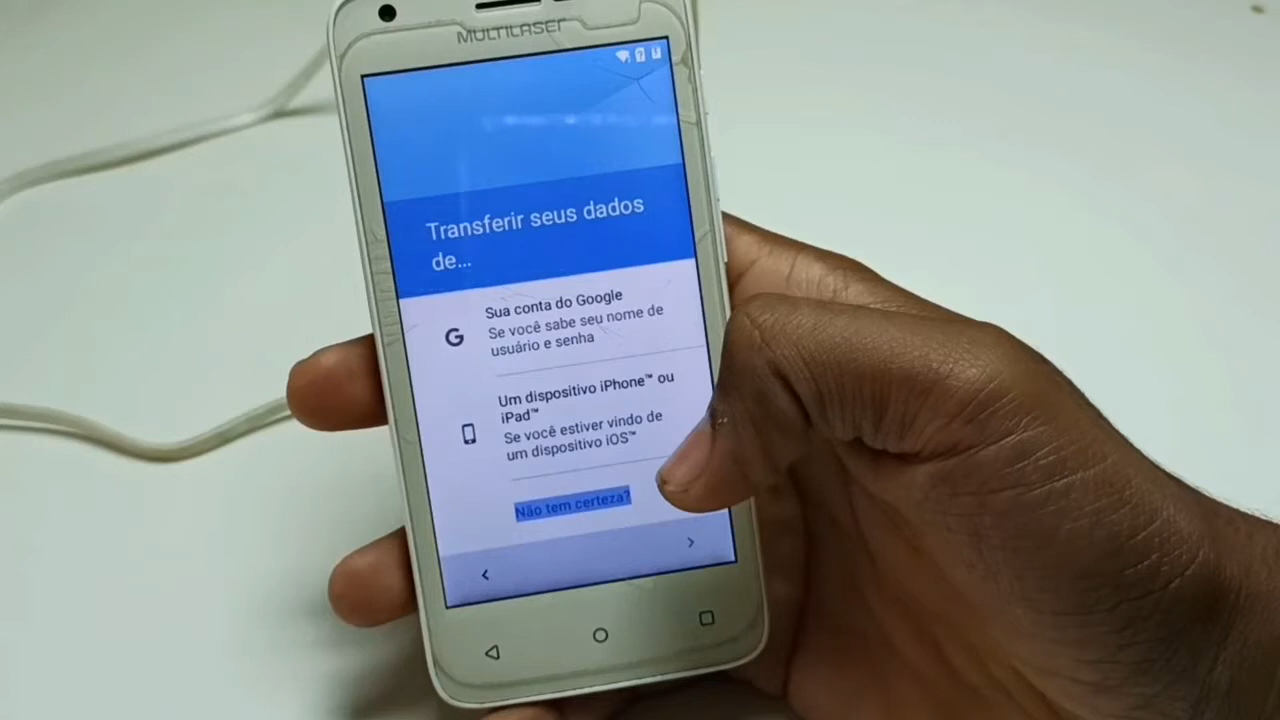 MULTILASER
Transferir seus dados
de...
Sua conta do Google
Se você sabe seu nome de
usuário e senha
Um dispositivo iPhone™ ou
iPad™
Se você estiver vindo de
um dispositivo iOS™
Não tem certeza?